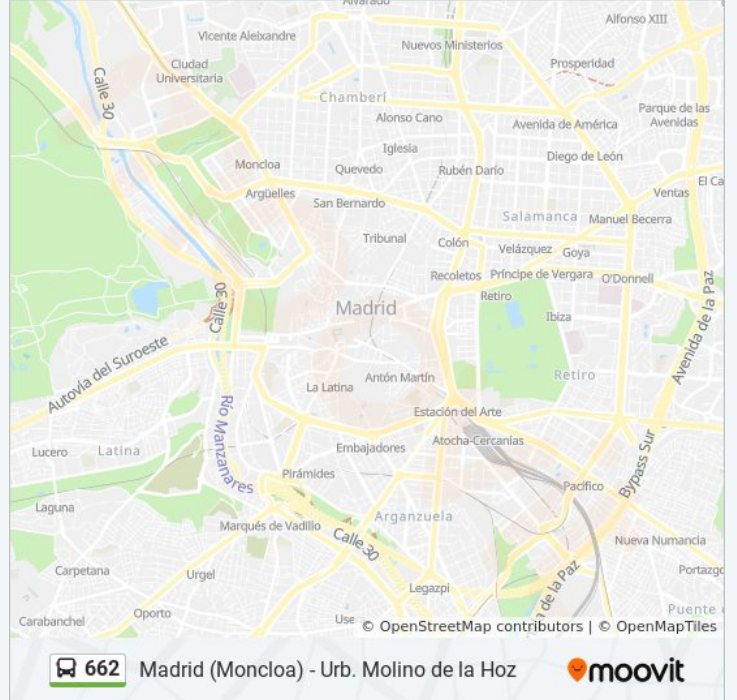 Alvarado
Alfonso XIII
Vicente Aleixandre
Nuevos Ministerios
Ciudad
Universitaria
Prosperidad
Calle 30
Chamberí
Parque de las
Avenidas
Alonso Cano
Avenida de América
Iglesia
Diego de León
Moncloa
Quevedo
Rubén Darío
El Ca
Argüelles
Ventas
San Bernardo
Salamanca
Manuel Becerra
Tribunal
Colón
Velázquez
Goya
Recoletos
Príncipe de Vergara
O'Donnell
Calle 30
Retiro
Madrid
Ibiza
Avenida de la Paz
Autovía del Suroeste
Retiro
La Latina
Antón Martín
Estación del Arte
Río Manzanares
Lucero
Latina
Embajadores
Atocha-Cercanías
Bypass Sur
Pirámides
Pacífico
Laguna
Marqués de Vadillo
Arganzuela
Calle 30
Nueva Numancia
Carpetana
Urgel
Portazgo
Legazpi
a de la Paz
Oporto
Puente
Carabanchel
Use
© OpenStreetMap contributors | © OpenMapTiles
662 Madrid (Moncloa) - Urb. Molino de la Hoz
moovit